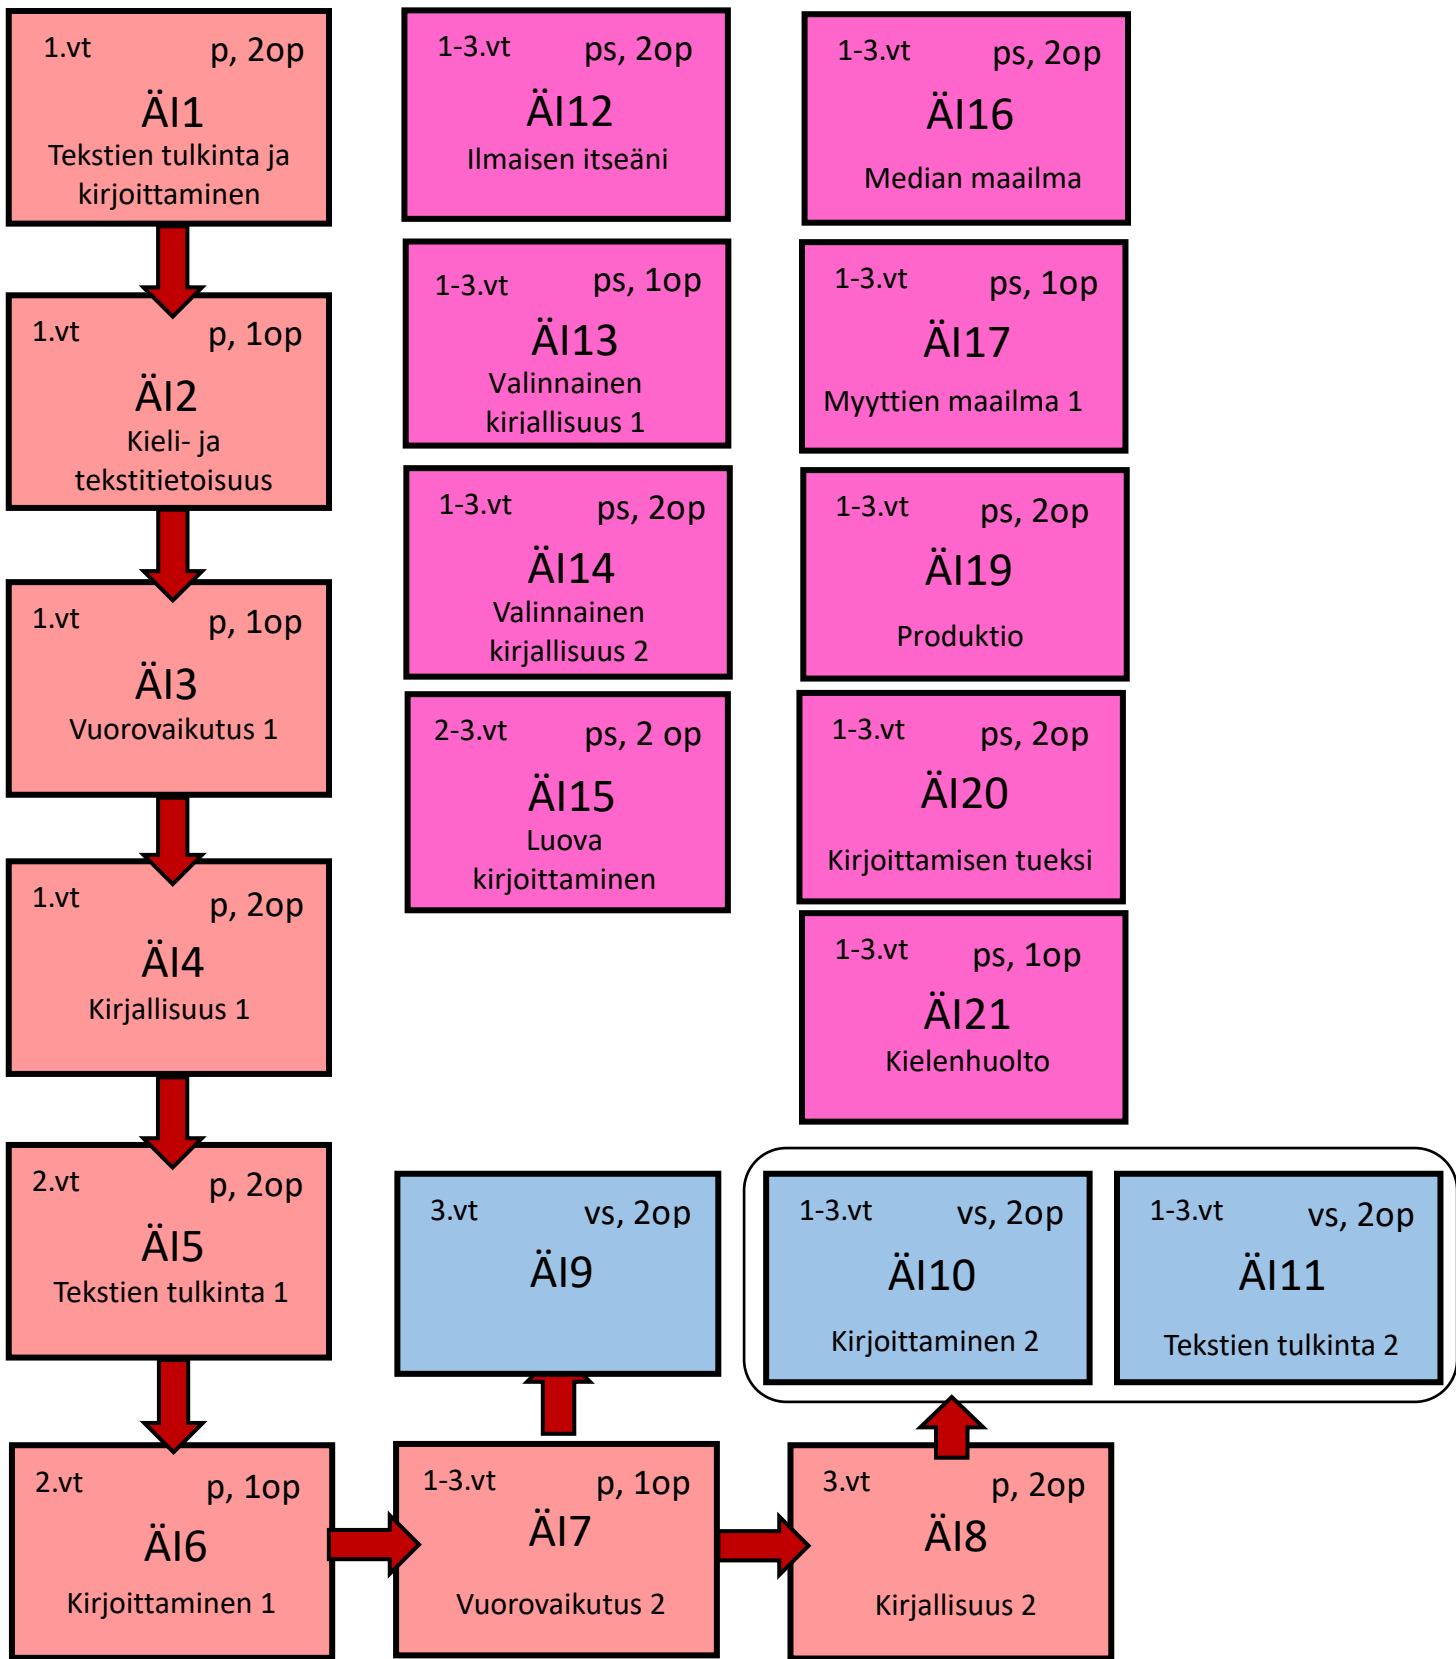 1.vt p, 2op
ÄI1
Tekstien tulkinta ja
kirjoittaminen
1.vt p, 1op
ÄI2
Kieli- ja
tekstitietoisuus
1.vt p, 1op
ÄI3
Vuorovaikutus 1
1.vt p, 2op
ÄI4
Kirjallisuus 1
2.vt p, 2op
ÄI5
Tekstien tulkinta 1
2.vt p, 1op
ÄI6
Kirjoittaminen 1
1-3.vt p, 1op
ÄI7
Vuorovaikutus 2
3.vt p, 2op
ÄI8
Kirjallisuus 2
3.vt vs, 2op
ÄI9
1-3.vt vs, 2op
ÄI10
Kirjoittaminen 2
1-3.vt vs, 2op
ÄI11
Tekstien tulkinta 2
1-3.vt ps, 2op
ÄI12
Ilmaisen itseäni
1-3.vt ps, 1op
ÄI13
Valinnainen
kirjallisuus 1
1-3.vt ps, 2op
ÄI14
Valinnainen
kirjallisuus 2
2-3.vt ps, 2 op
ÄI15
Luova
kirjoittaminen
1-3.vt ps, 2op
ÄI16
Median maailma
1-3.vt ps, 1op
ÄI17
Myyttien maailma 1
1-3.vt ps, 2op
ÄI19
Produktio
1-3.vt ps, 2op
ÄI20
Kirjoittamisen tueksi
1-3.vt ps, 1op
ÄI21
Kielenhuolto